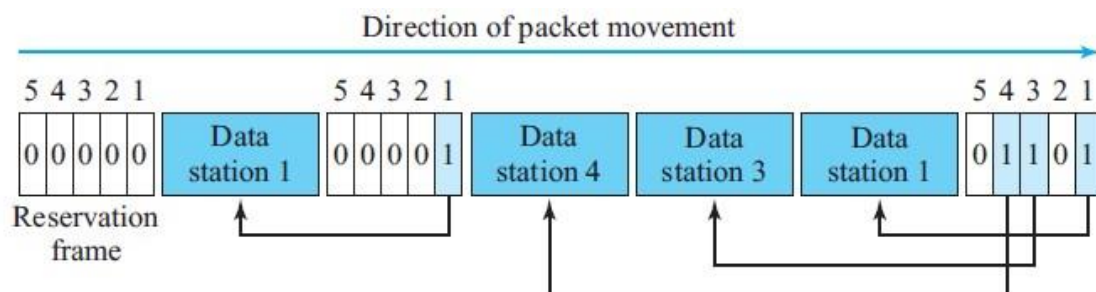 Direction of packet movement
5 4 3 2 1
5 4 3 2 1
5 4 3 2 1
0 0 0 0 0
Data
station 1
0 0 0 0 1
Data
station 4
Data
station 3
Data
station 1
0 1 1 0 1
Reservation
frame